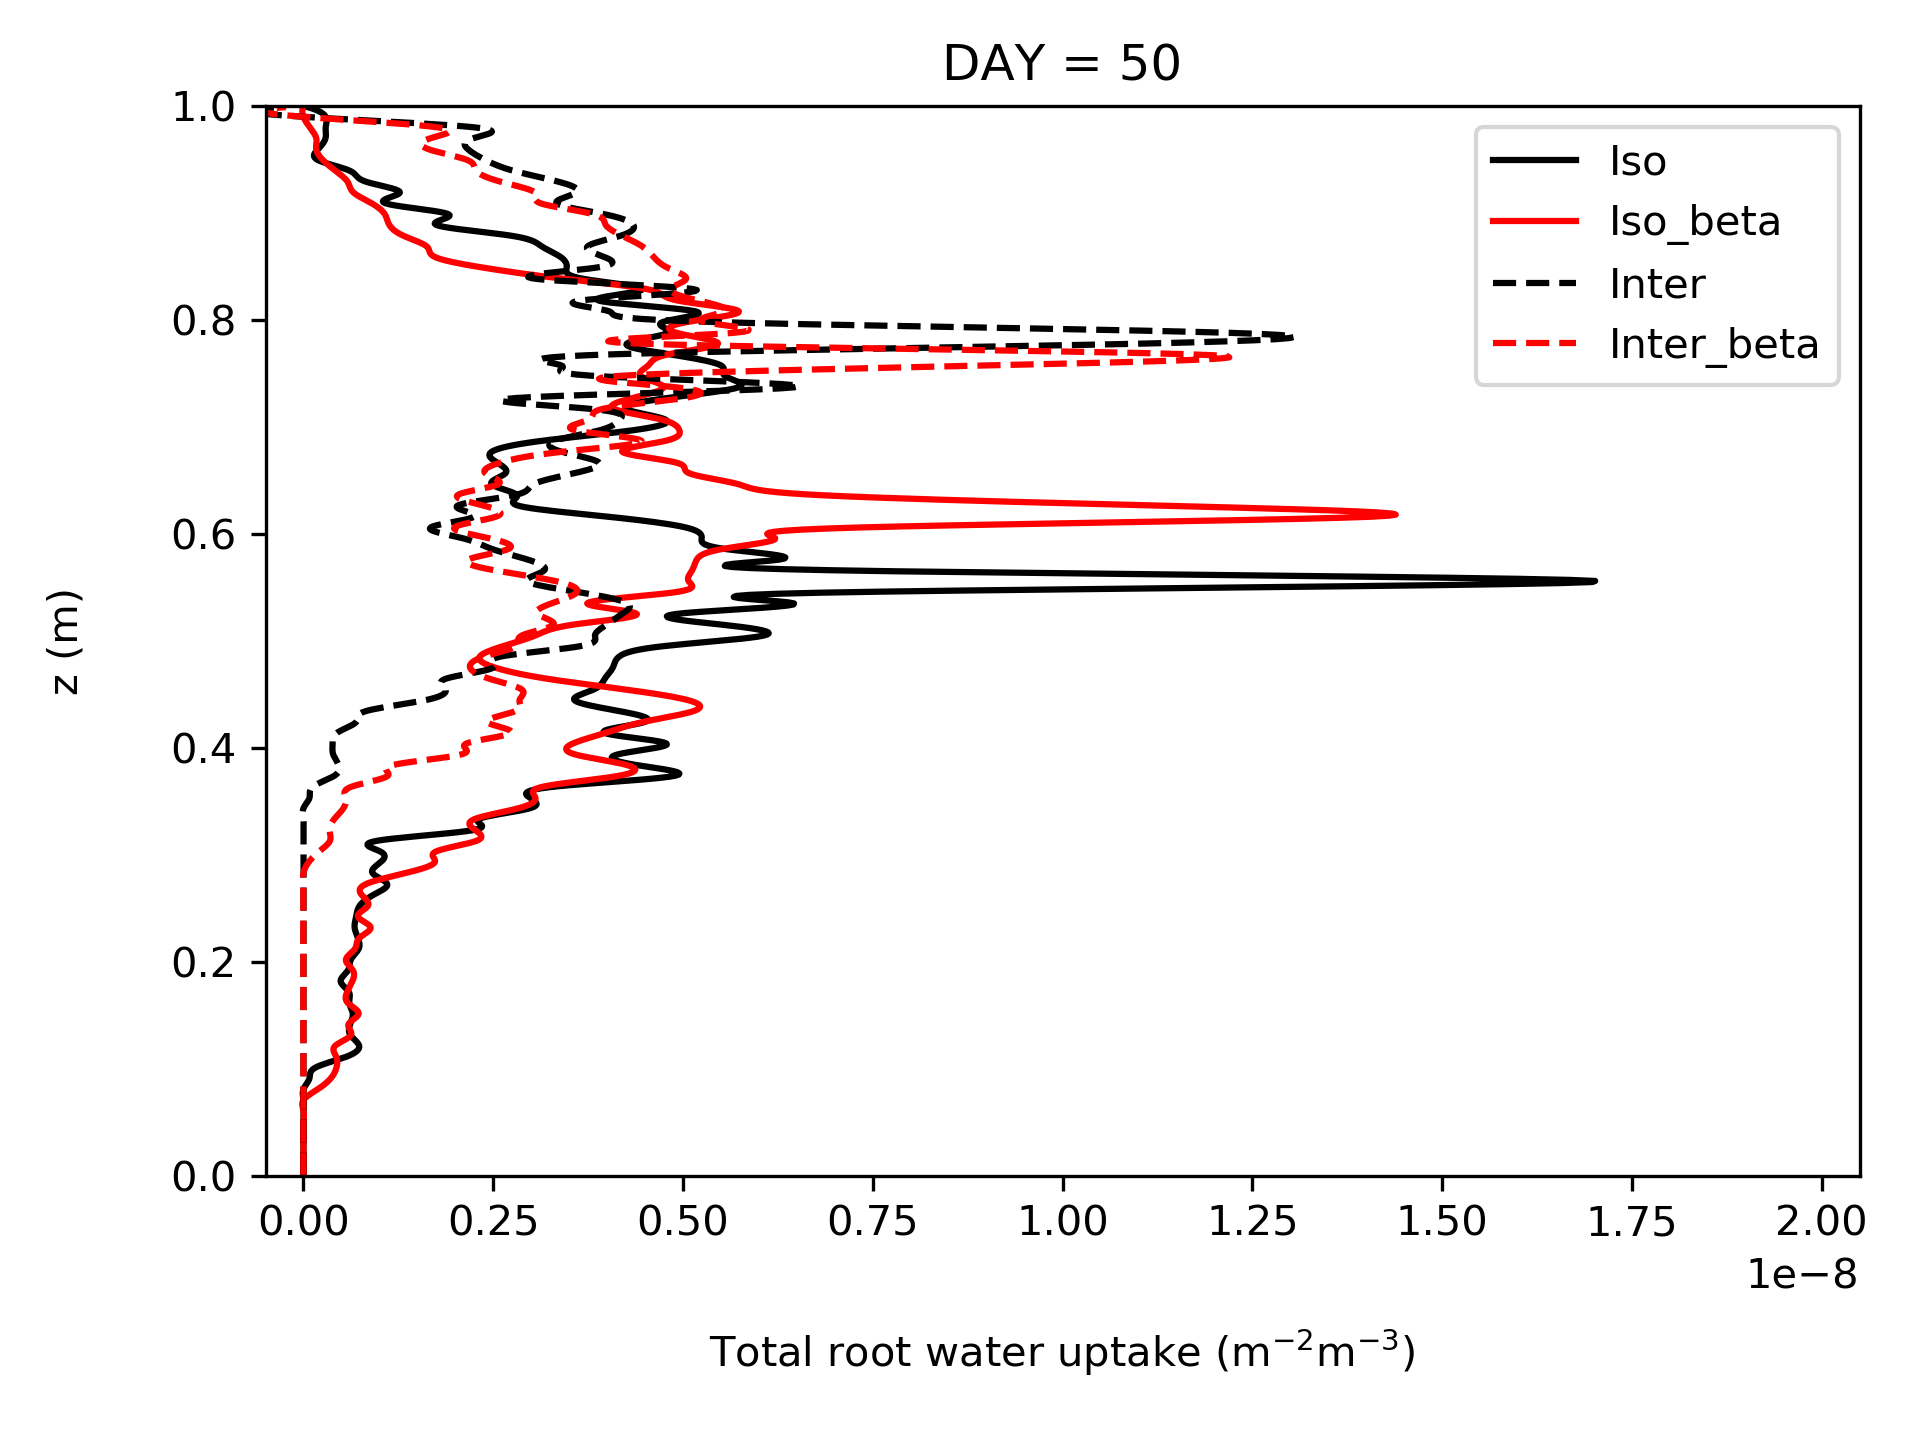 DAY = 50
1.0
0.8
0.6
0.4
0.2
0.0
z (m)
Iso
Iso_beta
Inter
Inter_beta
0.00 0.25 0.50 0.75 1.00 1.25 1.50 1.75 2.00
1e−8
Total root water uptake (m⁻²m⁻³)